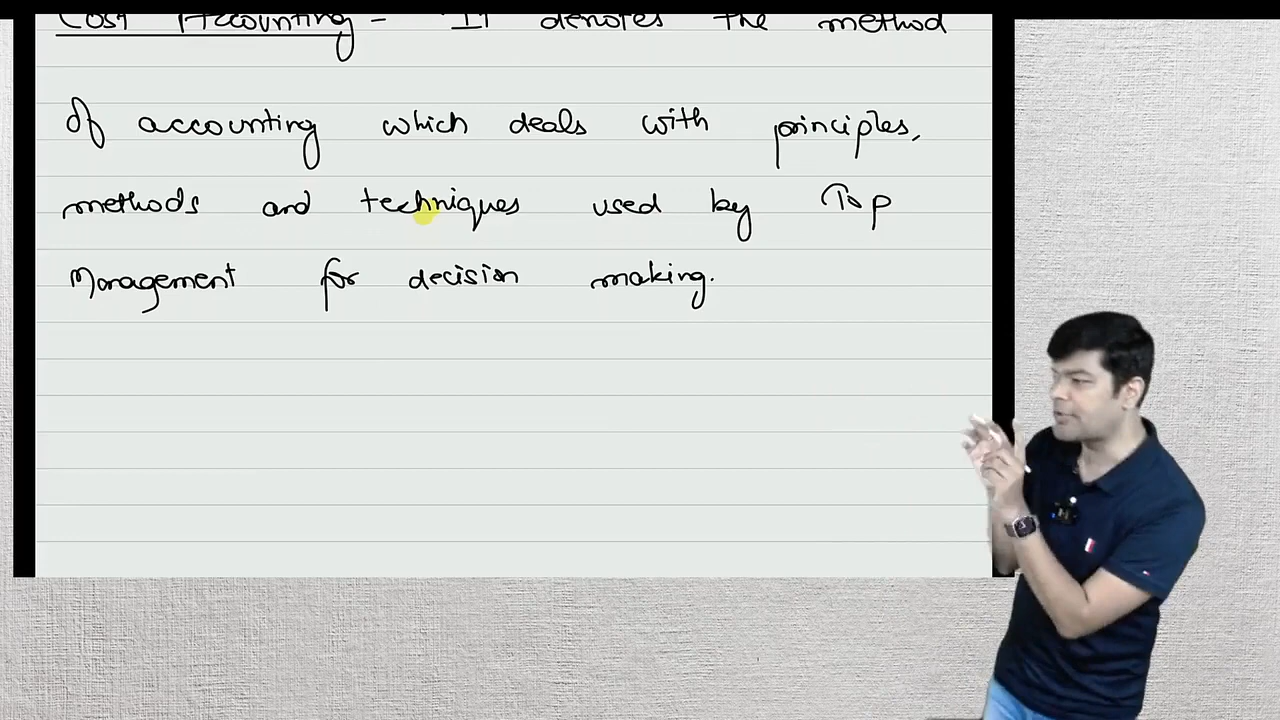 Cost Accounting - It denotes the method
Of accounting which deals with principles,
methods and techniques used by Top
Management for decision making.